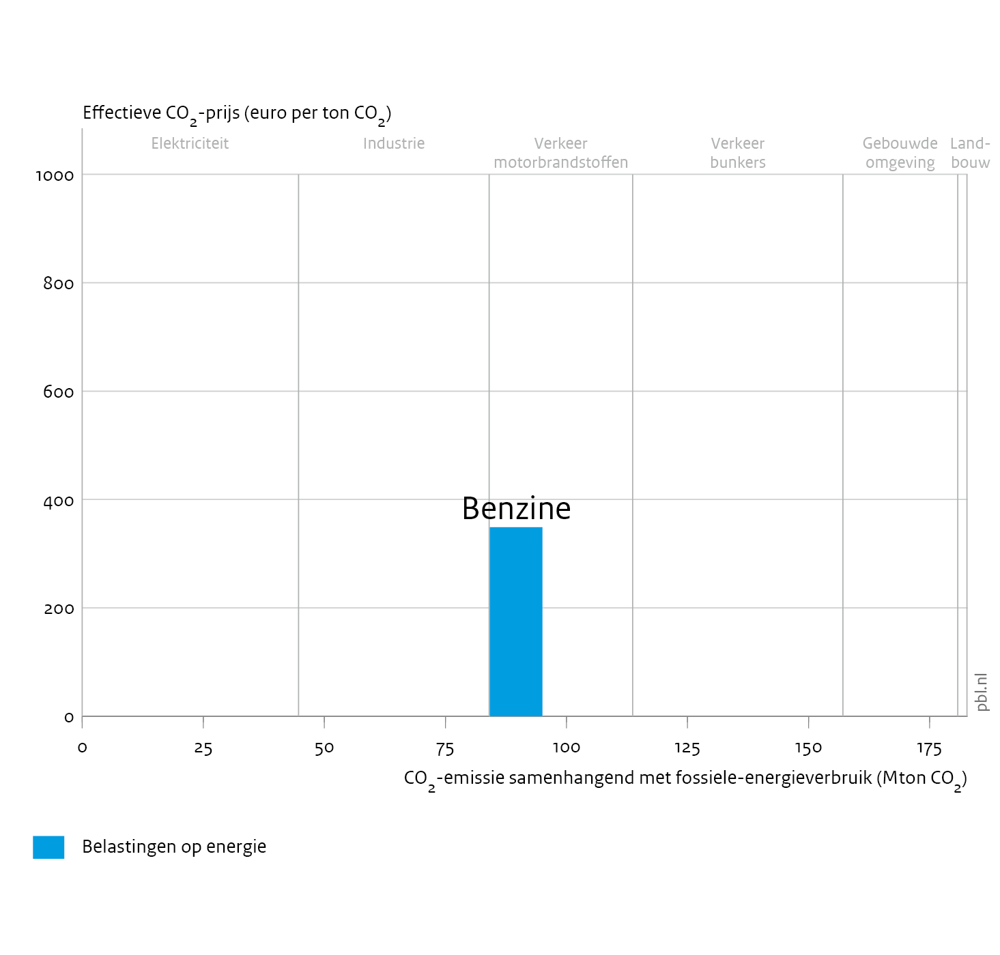 Effectieve CO₂-prijs (euro per ton CO₂)
Elektriciteit
Industrie
Verkeer
motorbrandstoffen
Verkeer
bunkers
Gebouwde
omgeving
Land-
bouw
1000
800
600
400
200
0
Benzine
0
25
50
75
100
125
150
175
CO₂-emissie samenhangend met fossiele-energieverbruik (Mton CO₂)
pbl.nl
Belastingen op energie